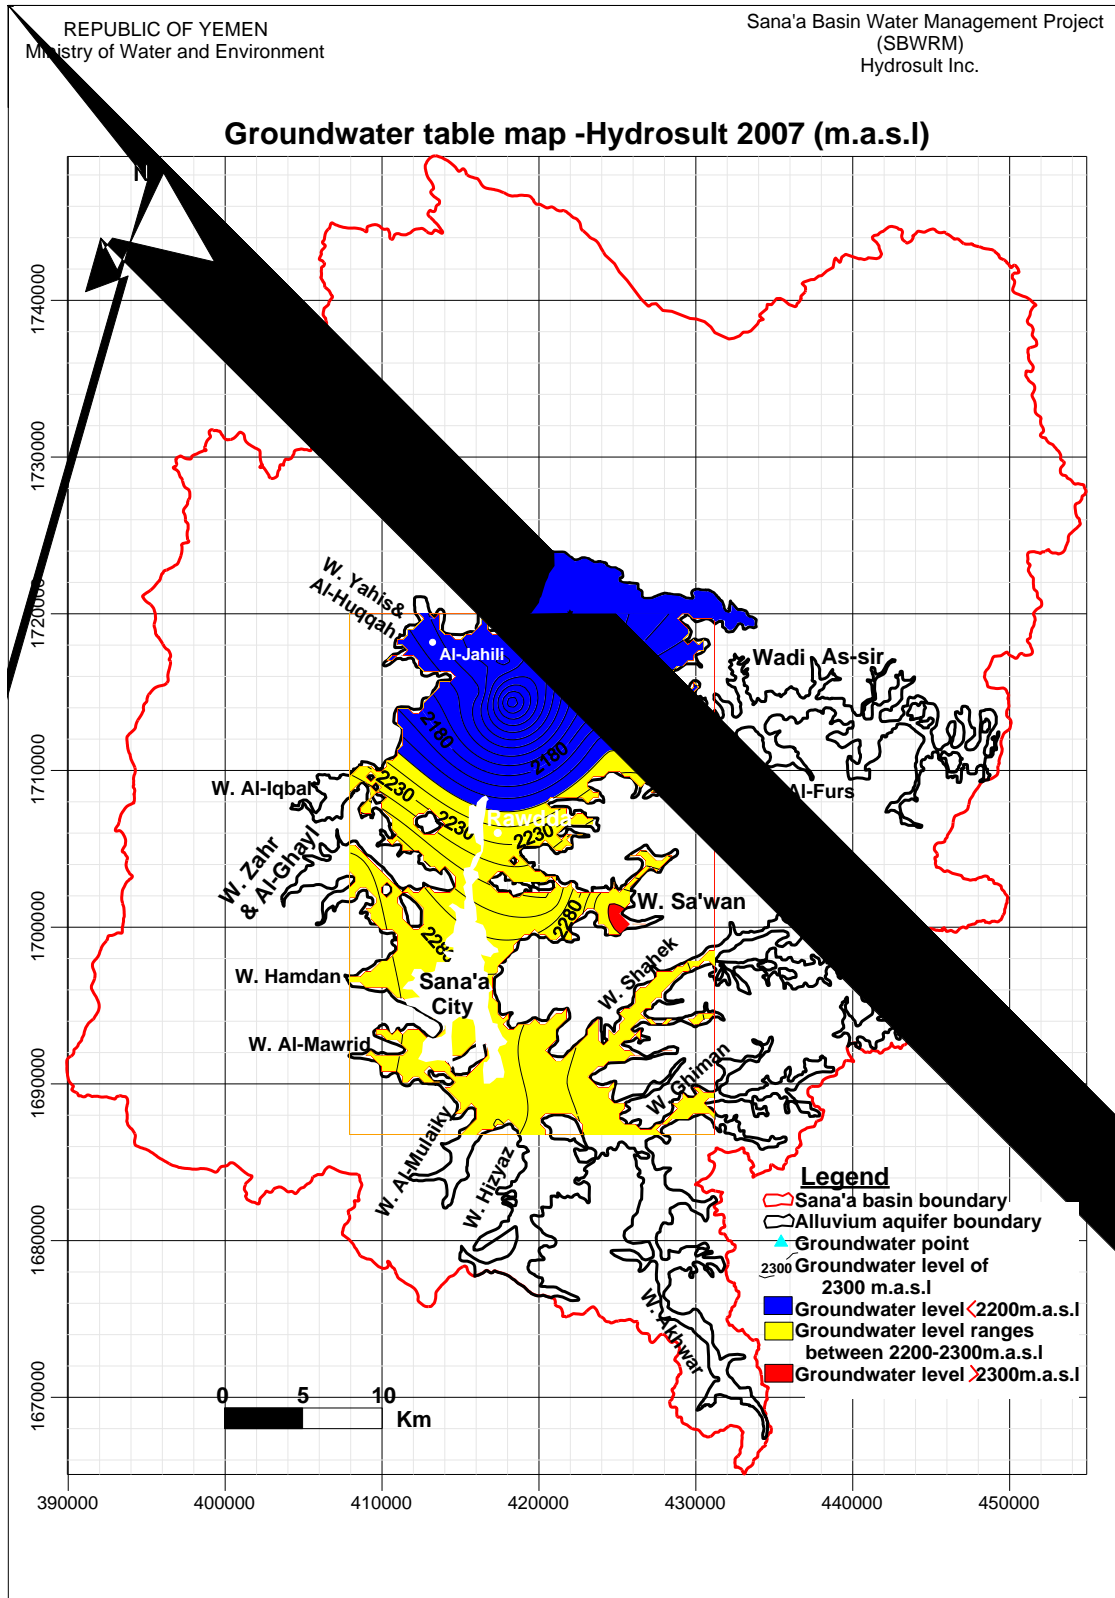 REPUBLIC OF YEMEN
Ministry of Water and Environment
Sana'a Basin Water Management Project
(SBWRM)
Hydrosult Inc.
Groundwater table map -Hydrosult 2007 (m.a.s.l)
N
1740000
1730000
1720000
1710000
1700000
1690000
1680000
1670000
W. Yahis&
Al-Huqqah
Al-Jahili
Wadi As-sir
2180
2180
Al-Furs
W. Al-Iqbal
2230
2230
Rawdda
2230
W. Zahr
& Al-Ghayl
W. Sa'wan
2280
2280
W. Shahek
W. Hamdan
Sana'a
City
W. Al-Mawrid
W. Ghiman
W. Al-Mulaiky
W. Hizyaz
W. Akhwar
Legend
Sana'a basin boundary
Alluvium aquifer boundary
Groundwater point
2300 Groundwater level of
2300 m.a.s.l
Groundwater level <2200m.a.s.l
Groundwater level ranges
between 2200-2300m.a.s.l
Groundwater level >2300m.a.s.l
0 5 10
Km
390000 400000 410000 420000 430000 440000 450000